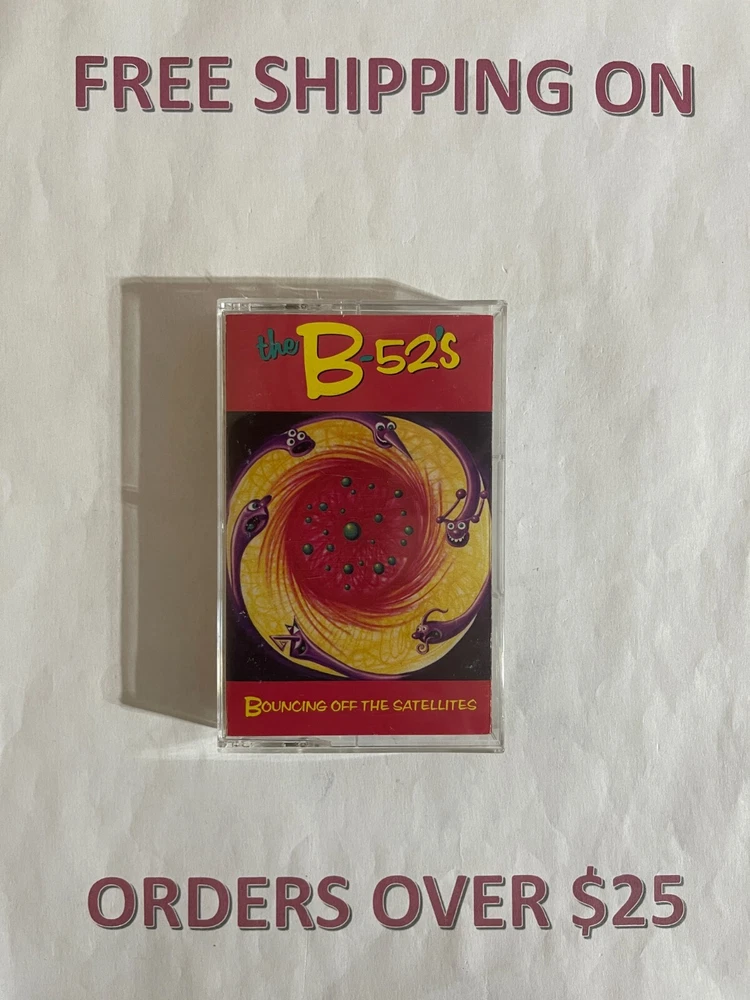 FREE SHIPPING ON
the B-52's
BOUNCING OFF THE SATELLITES
ORDERS OVER $25